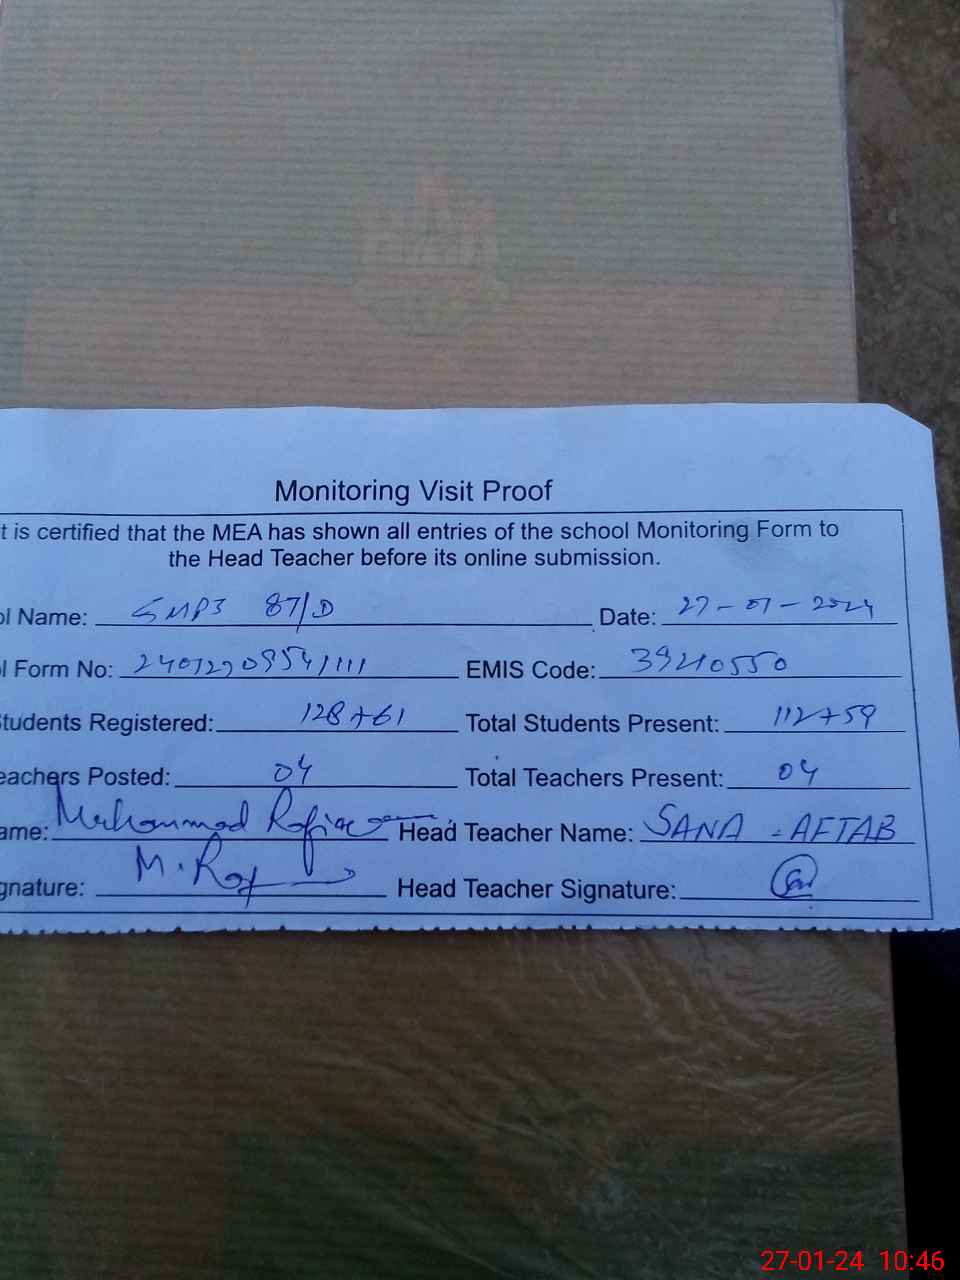 Monitoring Visit Proof
t is certified that the MEA has shown all entries of the school Monitoring Form to
the Head Teacher before its online submission.
ol Name: GMPS 87/D Date: 27-01-2024
l Form No: EMIS Code: 39210550
tudents Registered: 128+61 Total Students Present: 112+59
eachers Posted: 04 Total Teachers Present: 04
ame: Muhammad Rafiq Head Teacher Name: SANA - AFTAB
gnature: M. Raf Head Teacher Signature:
27-01-24 10:46